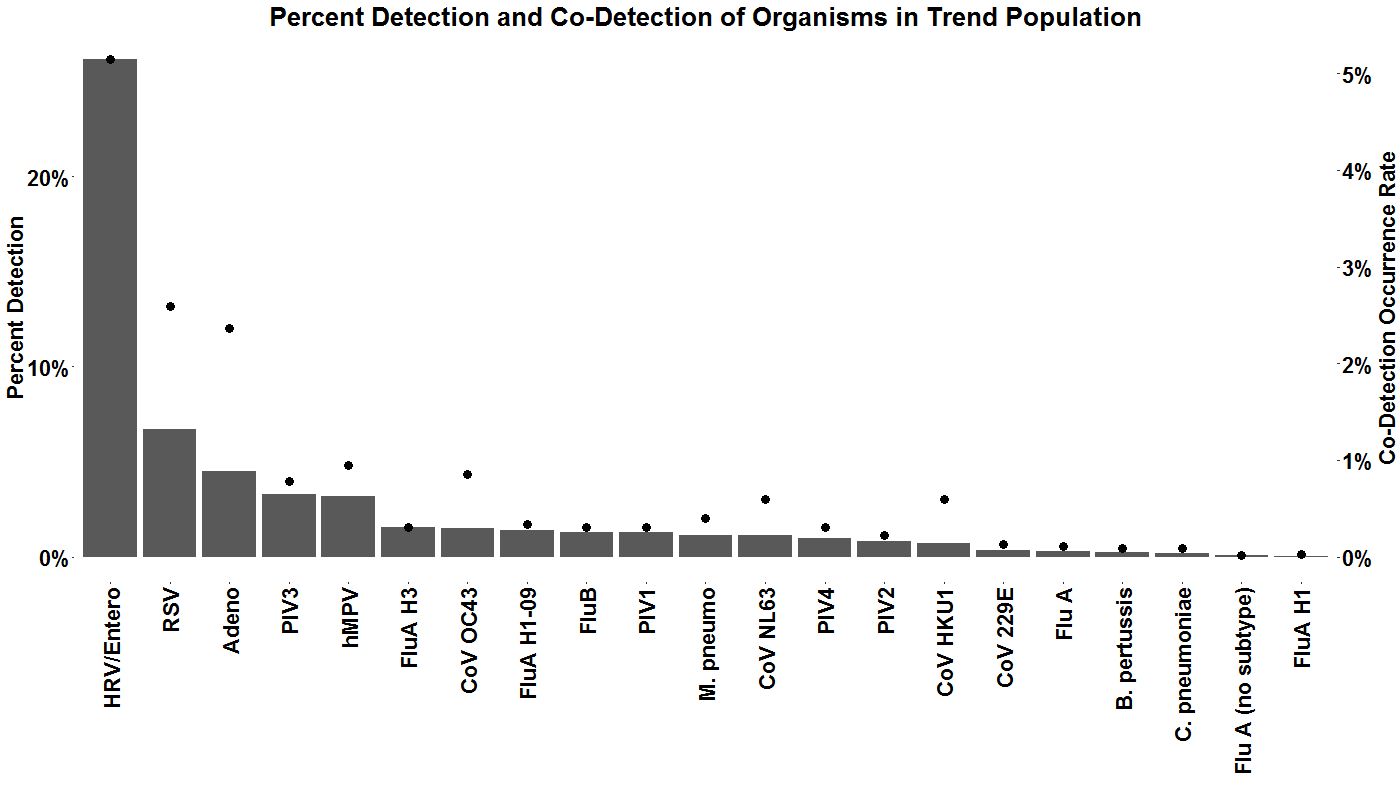 Percent Detection and Co-Detection of Organisms in Trend Population
Percent Detection
20%
10%
0%
5%
4%
3%
2%
1%
0%
Co-Detection Occurrence Rate
HRV/Entero
RSV
Adeno
PIV3
hMPV
FluA H3
CoV OC43
FluA H1-09
FluB
PIV1
M. pneumo
CoV NL63
PIV4
PIV2
CoV HKU1
CoV 229E
Flu A
B. pertussis
C. pneumoniae
Flu A (no subtype)
FluA H1